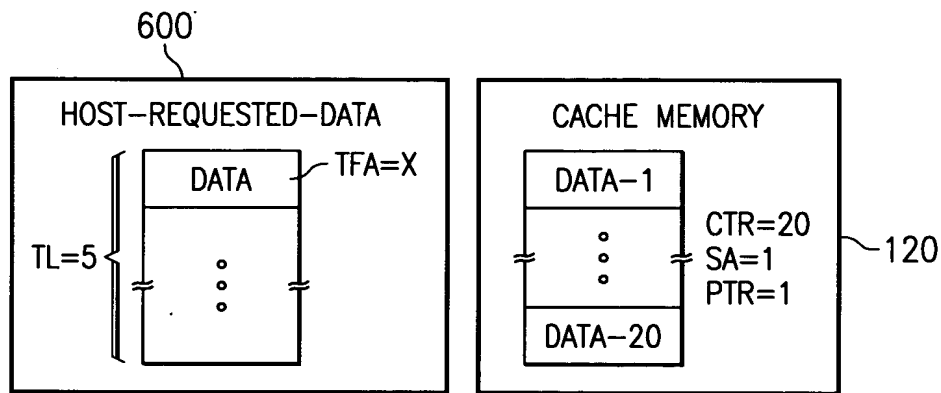 600
HOST-REQUESTED-DATA
DATA
TFA=X
TL=5
CACHE MEMORY
DATA-1
CTR=20
SA=1
PTR=1
120
DATA-20